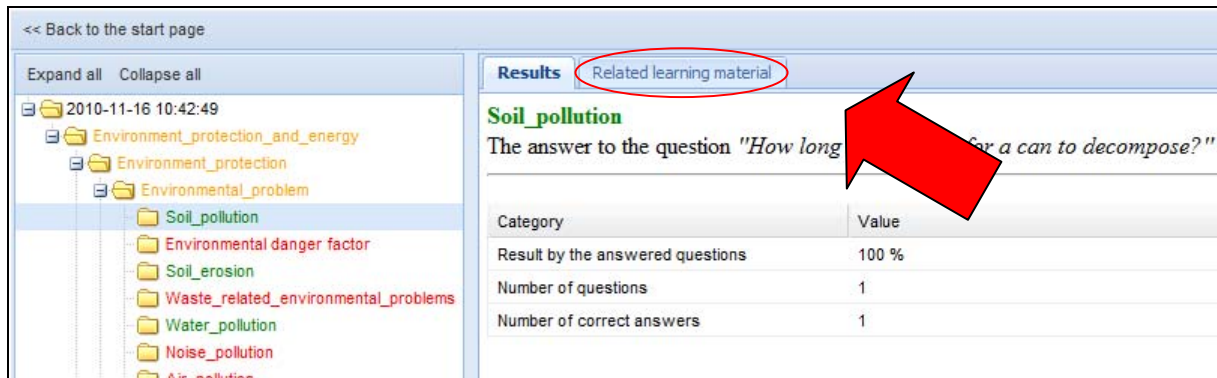 << Back to the start page
Expand all Collapse all
2010-11-16 10:42:49
Environment_protection_and_energy
Environment_protection
Environmental_problem
Soil_pollution
Environmental danger factor
Soil_erosion
Waste_related_environmental_problems
Water_pollution
Noise_pollution
Air_pollution
Results Related learning material
Soil_pollution
The answer to the question "How long for a can to decompose?"
Category Value
Result by the answered questions 100 %
Number of questions 1
Number of correct answers 1